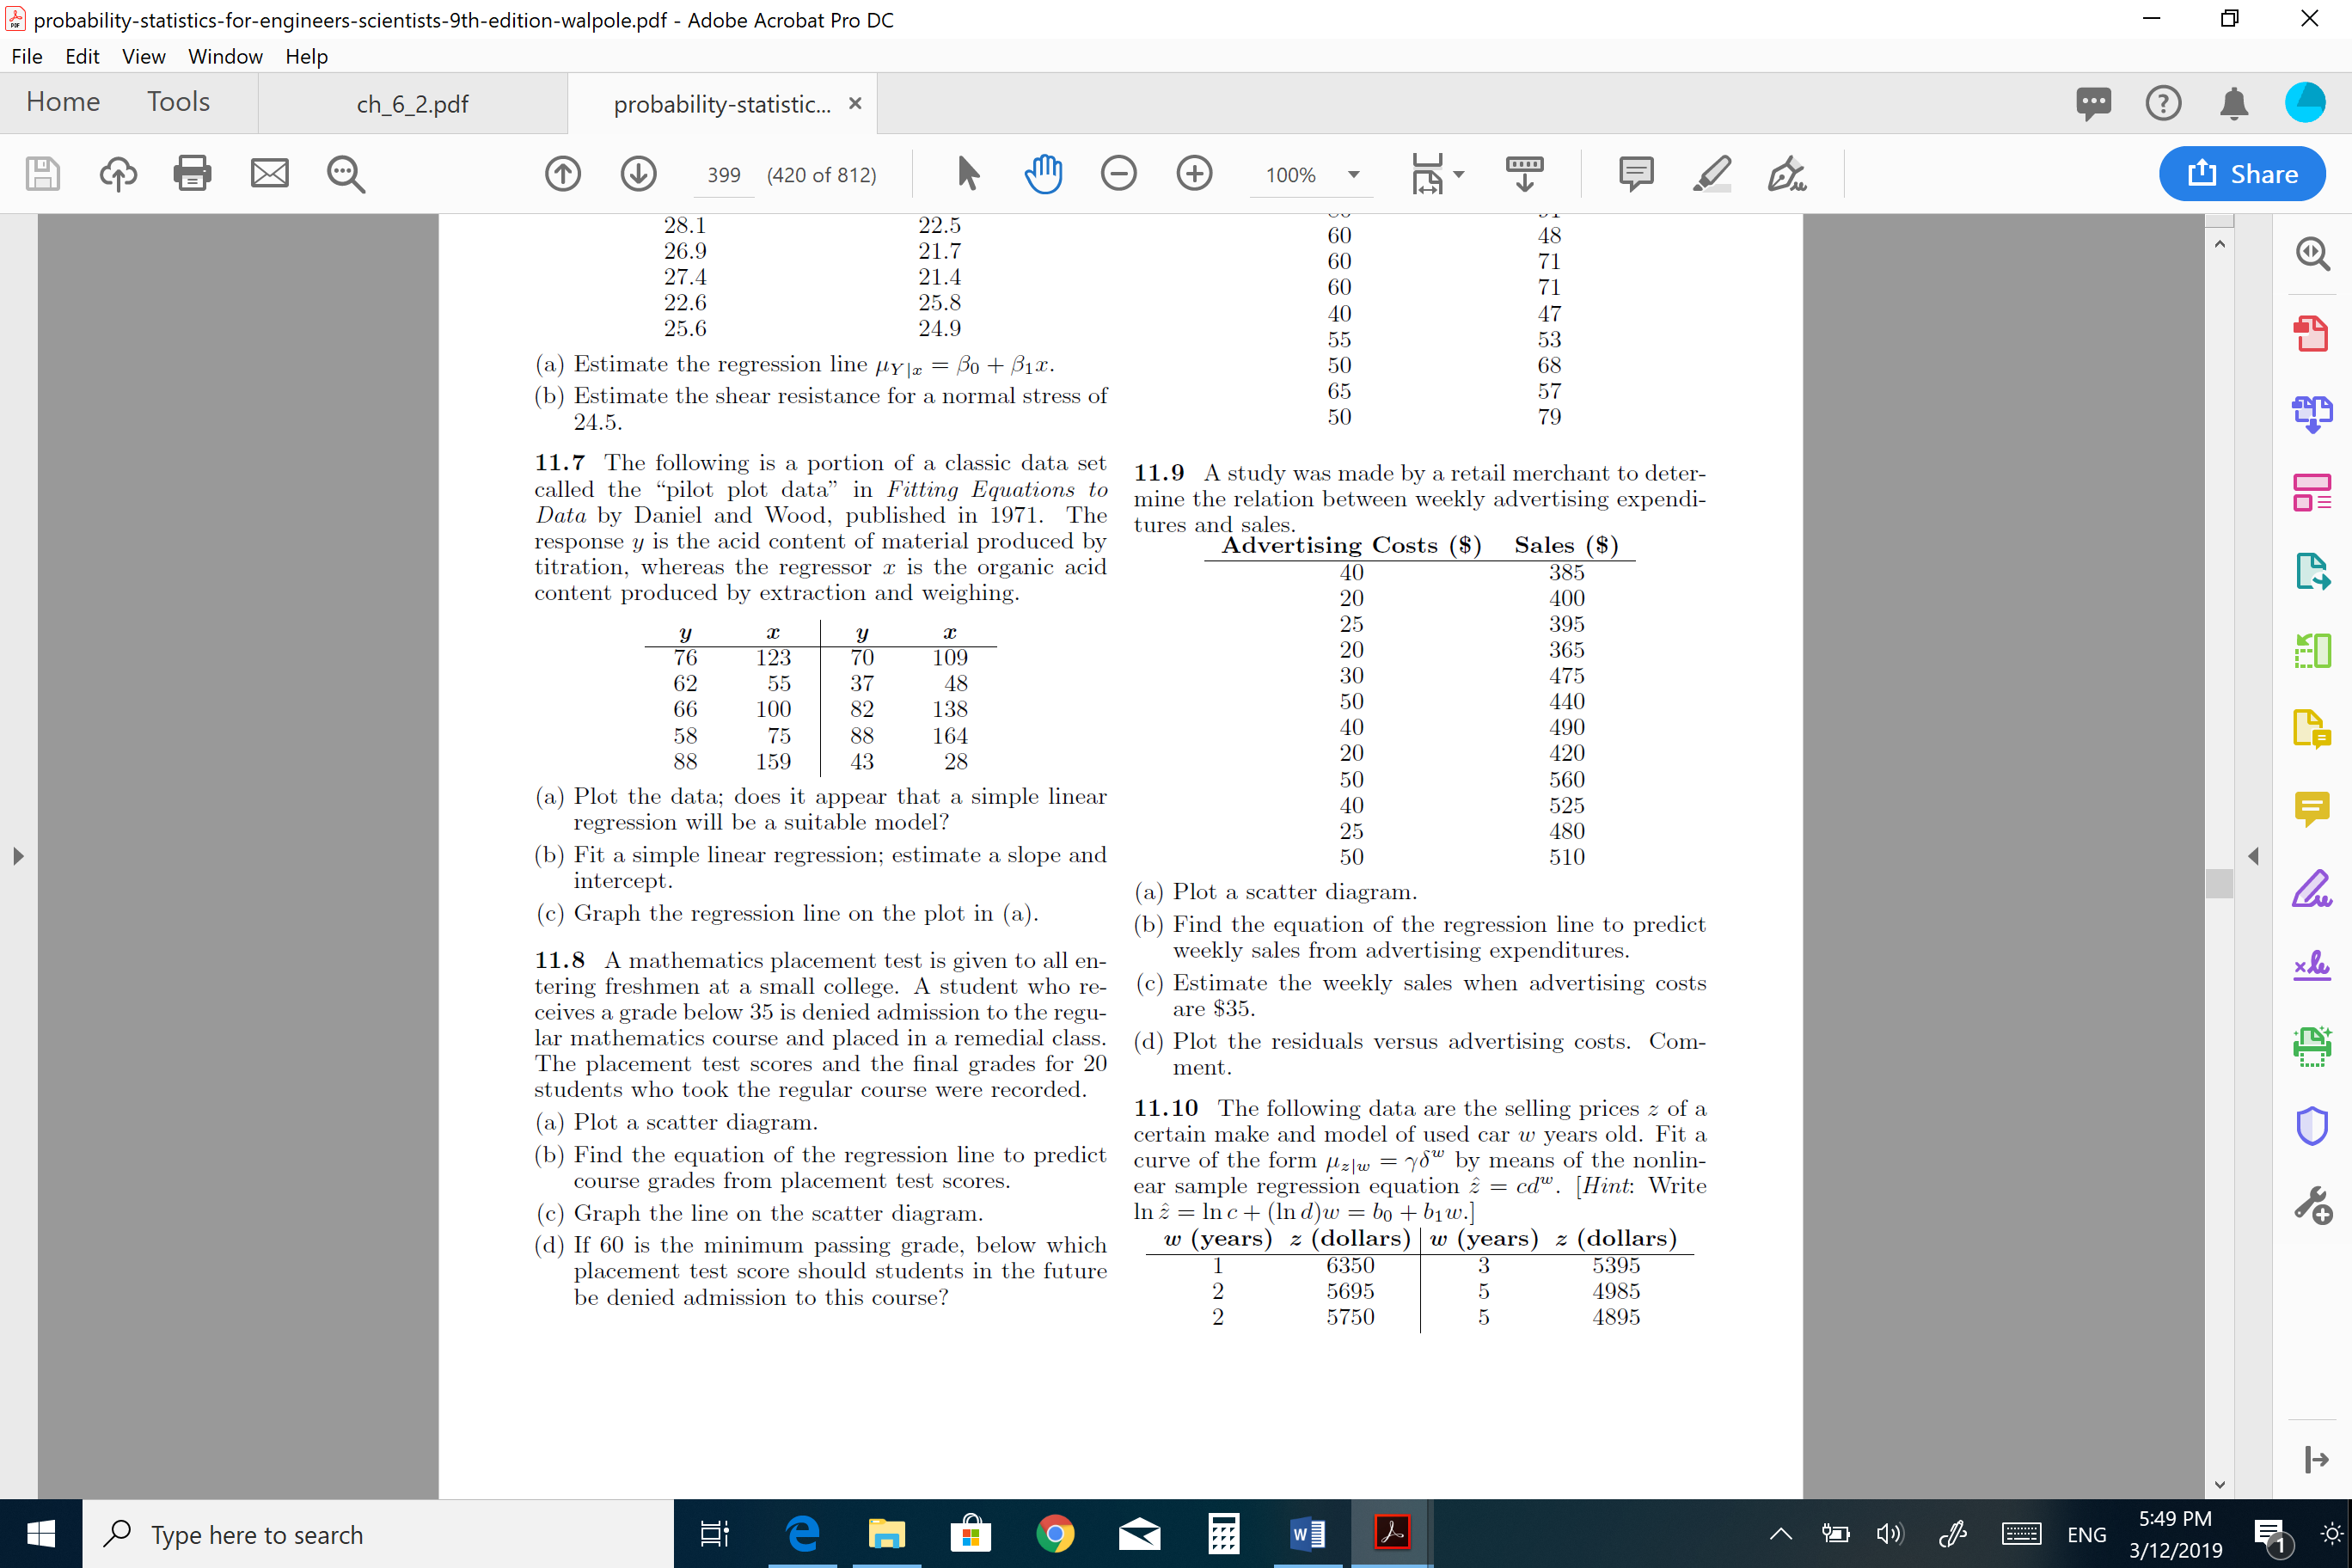 probability-statistics-for-engineers-scientists-9th-edition-walpole.pdf - Adobe Acrobat Pro DC
File Edit View Window Help
Home Tools ch_6_2.pdf probability-statistic... ×
399 (420 of 812) 100% Share
28.1 22.5
26.9 21.7
27.4 21.4
22.6 25.8
25.6 24.9
(a) Estimate the regression line μY|x = β0 + β1x.
(b) Estimate the shear resistance for a normal stress of
24.5.
11.7 The following is a portion of a classic data set
called the “pilot plot data” in Fitting Equations to
Data by Daniel and Wood, published in 1971. The
response y is the acid content of material produced by
titration, whereas the regressor x is the organic acid
content produced by extraction and weighing.
y x y x
76 123 70 109
62 55 37 48
66 100 82 138
58 75 88 164
88 159 43 28
(a) Plot the data; does it appear that a simple linear
regression will be a suitable model?
(b) Fit a simple linear regression; estimate a slope and
intercept.
(c) Graph the regression line on the plot in (a).
11.8 A mathematics placement test is given to all en-
tering freshmen at a small college. A student who re-
ceives a grade below 35 is denied admission to the regu-
lar mathematics course and placed in a remedial class.
The placement test scores and the final grades for 20
students who took the regular course were recorded.
(a) Plot a scatter diagram.
(b) Find the equation of the regression line to predict
course grades from placement test scores.
(c) Graph the line on the scatter diagram.
(d) If 60 is the minimum passing grade, below which
placement test score should students in the future
be denied admission to this course?
60 48
60 71
60 71
40 47
55 53
50 68
65 57
50 79
11.9 A study was made by a retail merchant to deter-
mine the relation between weekly advertising expendi-
tures and sales.
Advertising Costs ($) Sales ($)
40 385
20 400
25 395
20 365
30 475
50 440
40 490
20 420
50 560
40 525
25 480
50 510
(a) Plot a scatter diagram.
(b) Find the equation of the regression line to predict
weekly sales from advertising expenditures.
(c) Estimate the weekly sales when advertising costs
are $35.
(d) Plot the residuals versus advertising costs. Com-
ment.
11.10 The following data are the selling prices z of a
certain make and model of used car w years old. Fit a
curve of the form μz|w = γδ^w by means of the nonlin-
ear sample regression equation ẑ = cd^w. [Hint: Write
ln ẑ = ln c + (ln d)w = b0 + b1w.]
w (years) z (dollars) w (years) z (dollars)
1 6350 3 5395
2 5695 5 4985
2 5750 5 4895
Type here to search
ENG
5:49 PM
3/12/2019
1